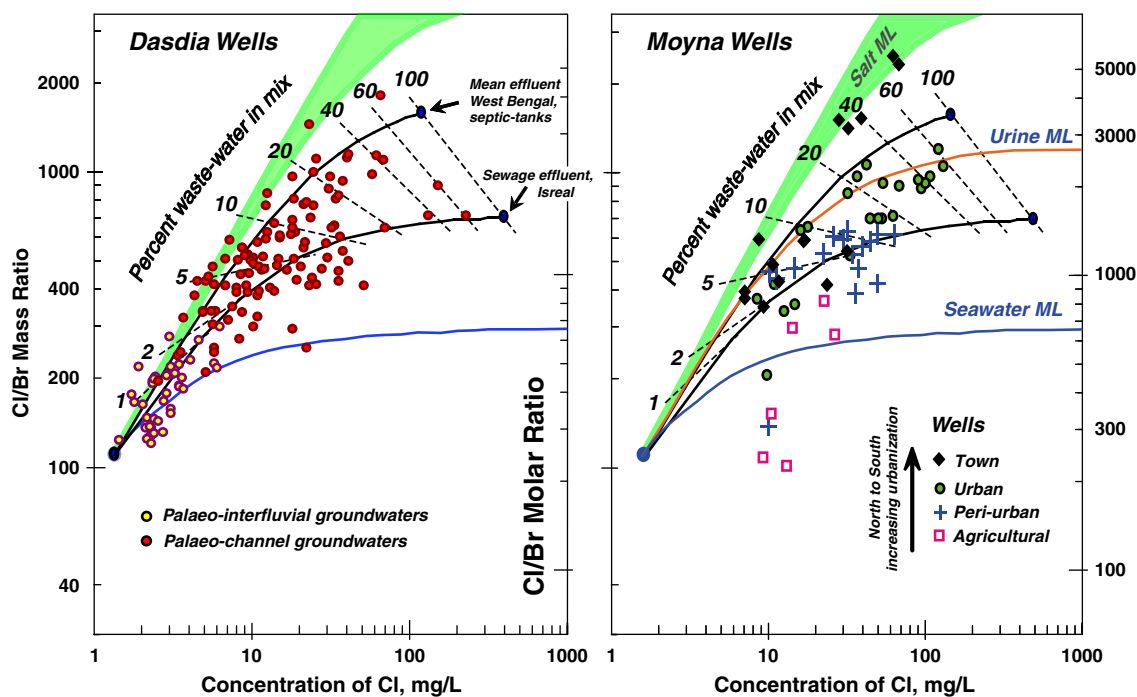 Dasdia Wells
Mean effluent
West Bengal,
septic-tanks
Sewage effluent,
Isreal
Percent waste-water in mix
1
2
5
10
20
40
60
100
Palaeo-interfluvial groundwaters
Palaeo-channel groundwaters
Cl/Br Mass Ratio
2000
1000
400
200
100
40
1
10
100
1000
Concentration of Cl, mg/L
Cl/Br Molar Ratio
Moyna Wells
Salt ML
Urine ML
Seawater ML
Percent waste-water in mix
1
2
5
10
20
40
60
100
Wells
Town
Urban
Peri-urban
Agricultural
North to South
increasing urbanization
5000
3000
1000
300
100
1
10
100
1000
Concentration of Cl, mg/L